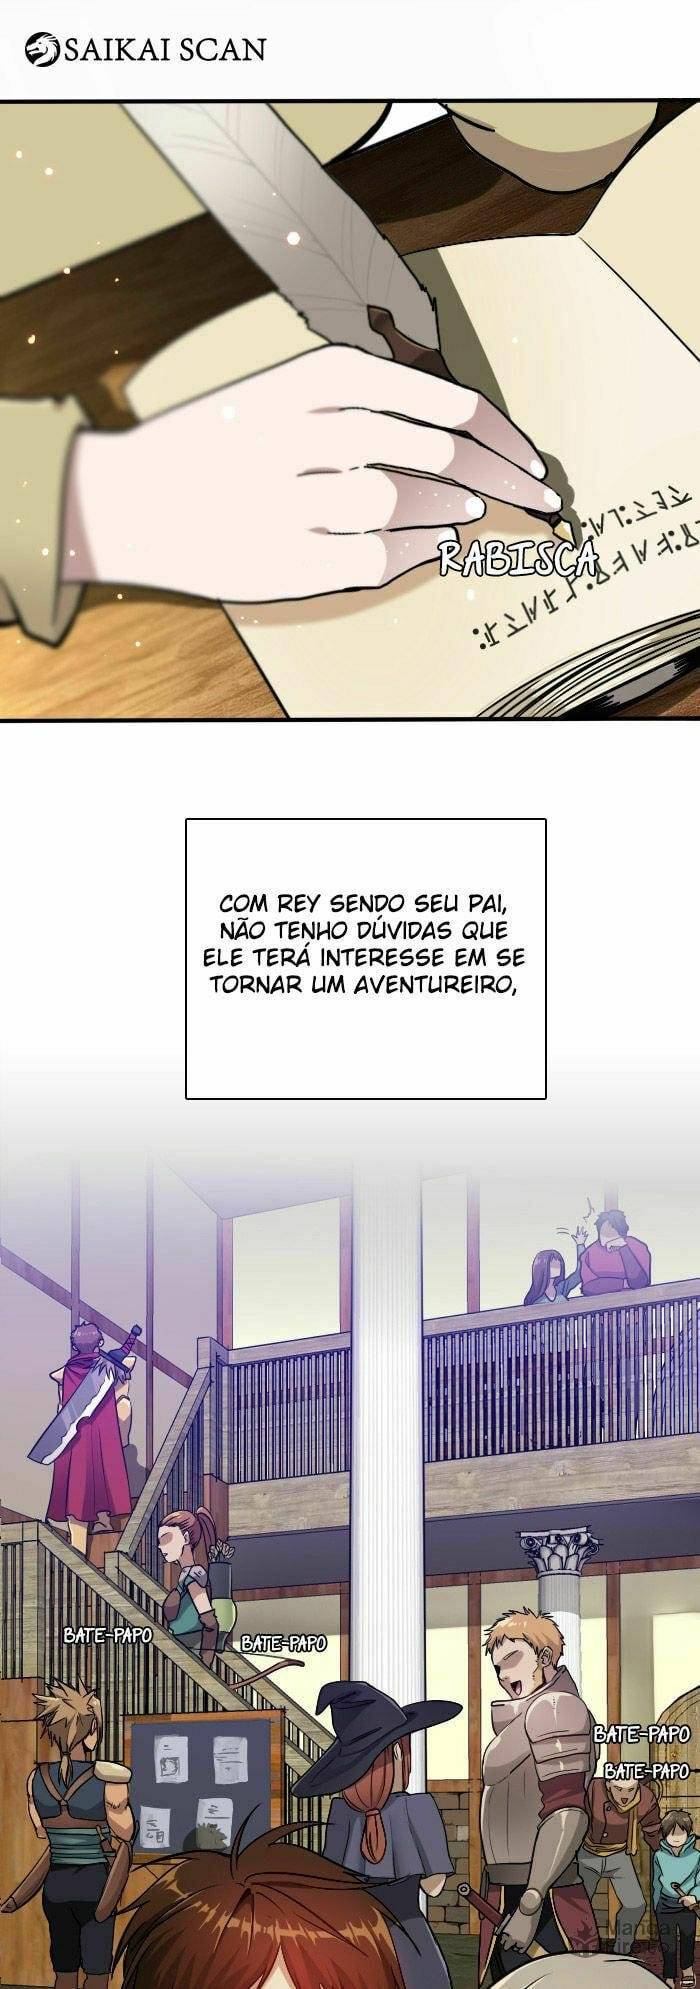 SAIKAI SCAN
RABISCA
COM REY SENDO SEU PAI,
NÃO TENHO DÚVIDAS QUE
ELE TERÁ INTERESSE EM SE
TORNAR UM AVENTUREIRO,
BATE-PAPO
BATE-PAPO
BATE-PAPO
BATE-PAPO
Manga